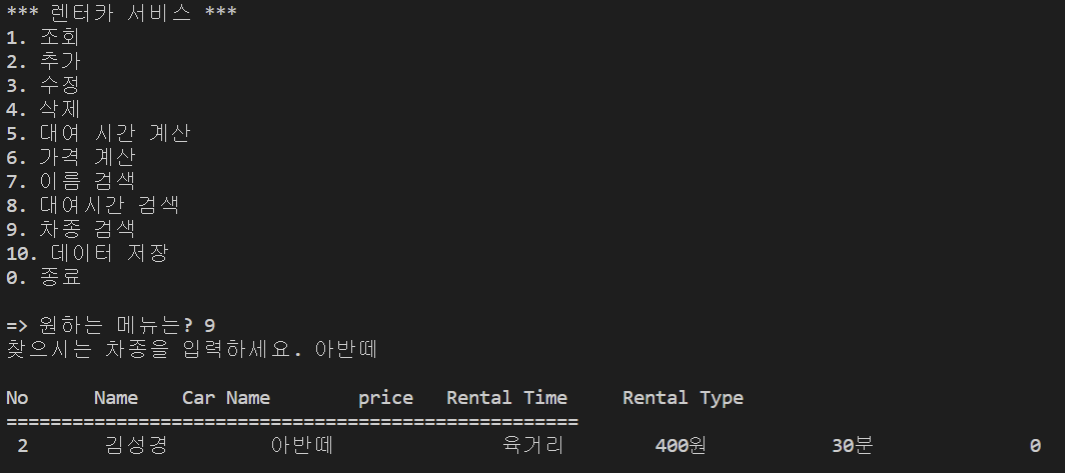 *** 렌터카 서비스 ***
1. 조회
2. 추가
3. 수정
4. 삭제
5. 대여 시간 계산
6. 가격 계산
7. 이름 검색
8. 대여시간 검색
9. 차종 검색
10. 데이터 저장
0. 종료
=> 원하는 메뉴는? 9
찾으시는 차종을 입력하세요. 아반떼
No Name Car Name price Rental Time Rental Type
===================================================
2 김성경 아반떼 육거리 400원 30분 0